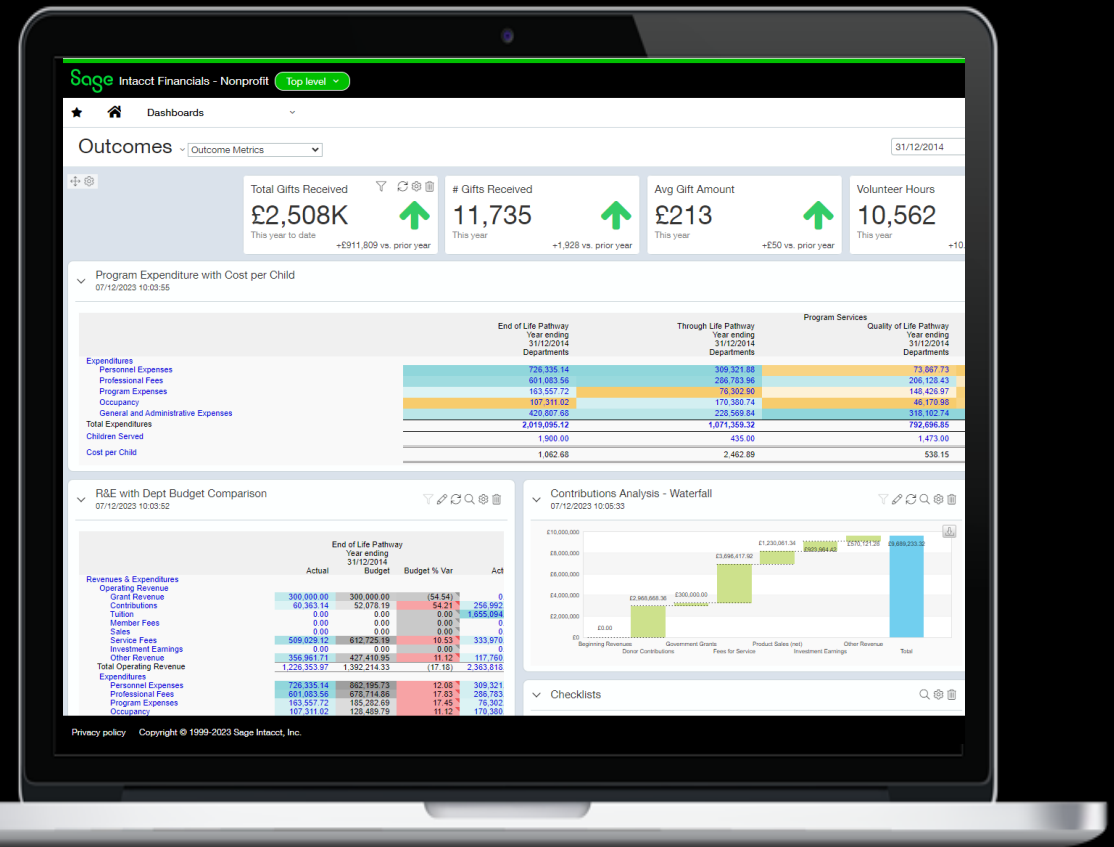 Sage Intacct Financials - Nonprofit Top level
Dashboards
Outcomes Outcome Metrics 31/12/2014
Total Gifts Received
£2,508K
This year to date
+£911,809 vs. prior year
# Gifts Received
11,735
This year
+1,928 vs. prior year
Avg Gift Amount
£213
This year
+£50 vs. prior year
Volunteer Hours
10,562
This year
+10.
Program Expenditure with Cost per Child
07/12/2023 10:03:55
Program Services
End of Life Pathway Through Life Pathway Quality of Life Pathway
Year ending Year ending Year ending
31/12/2014 31/12/2014 31/12/2014
Departments Departments Departments
Expenditures
Personnel Expenses 726,335.14 309,321.88 73,867.73
Professional Fees 601,083.56 286,783.96 206,128.43
Program Expenses 163,557.72 76,302.90 148,426.97
Occupancy 107,311.02 170,380.74 46,170.98
General and Administrative Expenses 420,807.68 228,569.84 318,102.74
Total Expenditures 2,019,095.12 1,071,359.32 792,696.85
Children Served 1,900.00 435.00 1,473.00
Cost per Child 1,062.68 2,462.89 538.15
R&E with Dept Budget Comparison
07/12/2023 10:03:52
End of Life Pathway
Year ending
31/12/2014
Actual Budget Budget % Var Act
Revenues & Expenditures
Operating Revenue
Grant Revenue 300,000.00 300,000.00 (54.54) 0
Contributions 60,363.14 52,078.19 54.21 256,992
Tuition 0.00 0.00 0.00 1,655,094
Member Fees 0.00 0.00 0.00 0
Sales 0.00 0.00 0.00 0
Service Fees 509,029.12 612,725.19 10.53 333,970
Investment Earnings 0.00 0.00 0.00 0
Other Revenue 356,961.71 427,410.95 11.12 117,760
Total Operating Revenue 1,226,353.97 1,392,214.33 (17.18) 2,363,818
Expenditures
Personnel Expenses 726,335.14 862,195.73 12.08 309,321
Professional Fees 601,083.56 678,714.86 17.83 286,783
Program Expenses 163,557.72 185,282.69 17.45 76,302
Occupancy 107,311.02 128,489.79 11.12 170,380
Contributions Analysis - Waterfall
07/12/2023 10:05:33
£10,000,000
£8,000,000
£6,000,000
£4,000,000
£2,000,000
£0
£0.00 £2,968,668.36 £300,000.00 £3,698,417.92 £1,230,061.34 £923,664.42 £570,121.28 £9,689,233.32
Beginning Revenues Government Grants Product Sales (net) Other Revenue
Donor Contributions Fees for Service Investment Earnings Total
Checklists
Privacy policy Copyright © 1999-2023 Sage Intacct, Inc.